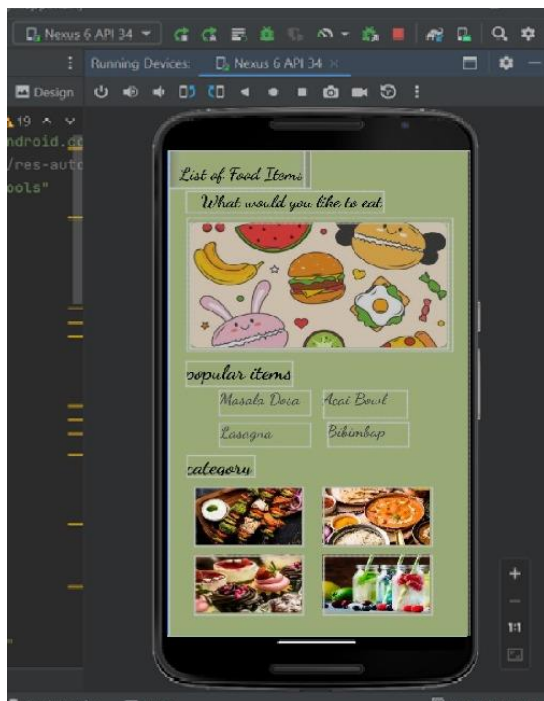 Nexus 6 API 34
Running Devices: Nexus 6 API 34
Design
19
ndroid.co
/res-auto
ools"
List of Food Items
What would you like to eat
popular items
Masala Dosa Acai Bowl
Lasagna Bibimbap
category
1:1